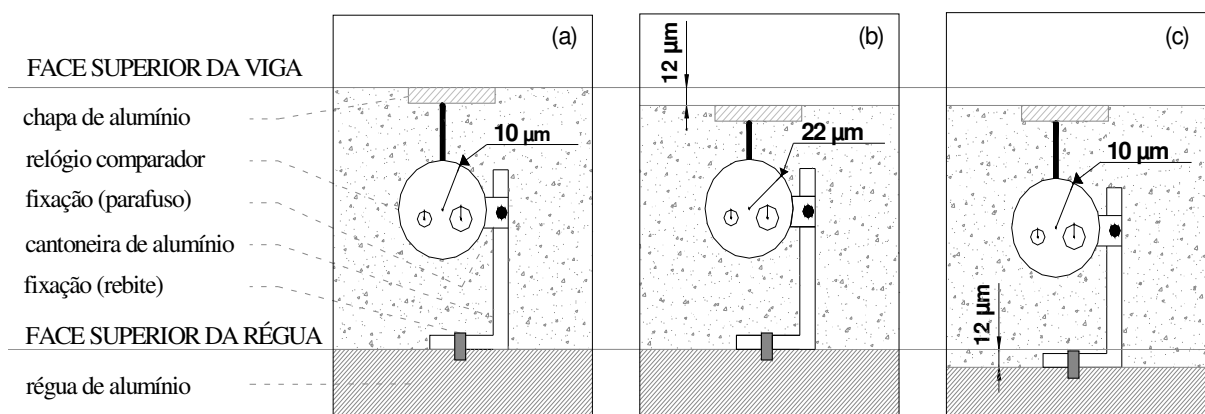 (a)
(b)
(c)
FACE SUPERIOR DA VIGA
12 µm
chapa de alumínio
10 µm
22 µm
10 µm
relógio comparador
fixação (parafuso)
cantoneira de alumínio
fixação (rebite)
12 µm
FACE SUPERIOR DA RÉGUA
régua de alumínio